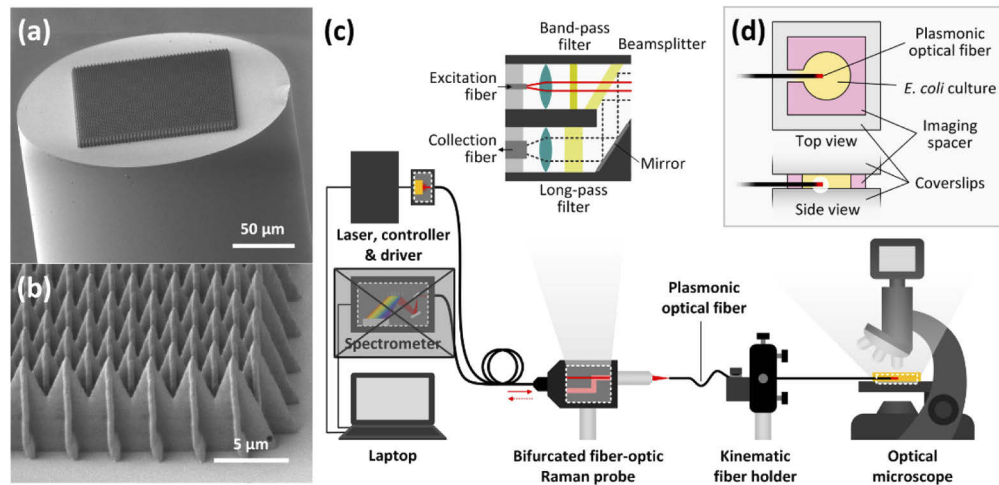 (a)
50 µm
(b)
5 µm
(c)
Band-pass
filter
Beamsplitter
Excitation
fiber
Collection
fiber
Mirror
Long-pass
filter
Laser, controller
& driver
Spectrometer
Laptop
Plasmonic
optical fiber
Bifurcated fiber-optic
Raman probe
Kinematic
fiber holder
Optical
microscope
(d)
Plasmonic
optical fiber
E. coli culture
Imaging
spacer
Top view
Coverslips
Side view